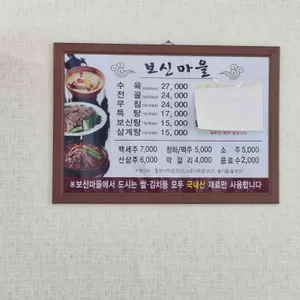 보신마을
수육 27,000
전골 24,000
무침 24,000
특탕 17,000
보신탕 15,000
삼계탕 15,000
백세주 7,000 청하/맥주 5,000 소주 5,000
산삼주 6,000 막걸리 4,000 음료수 2,000
※보신마을에서 드시는 쌀·김치등 모두 국내산 재료만 사용합니다